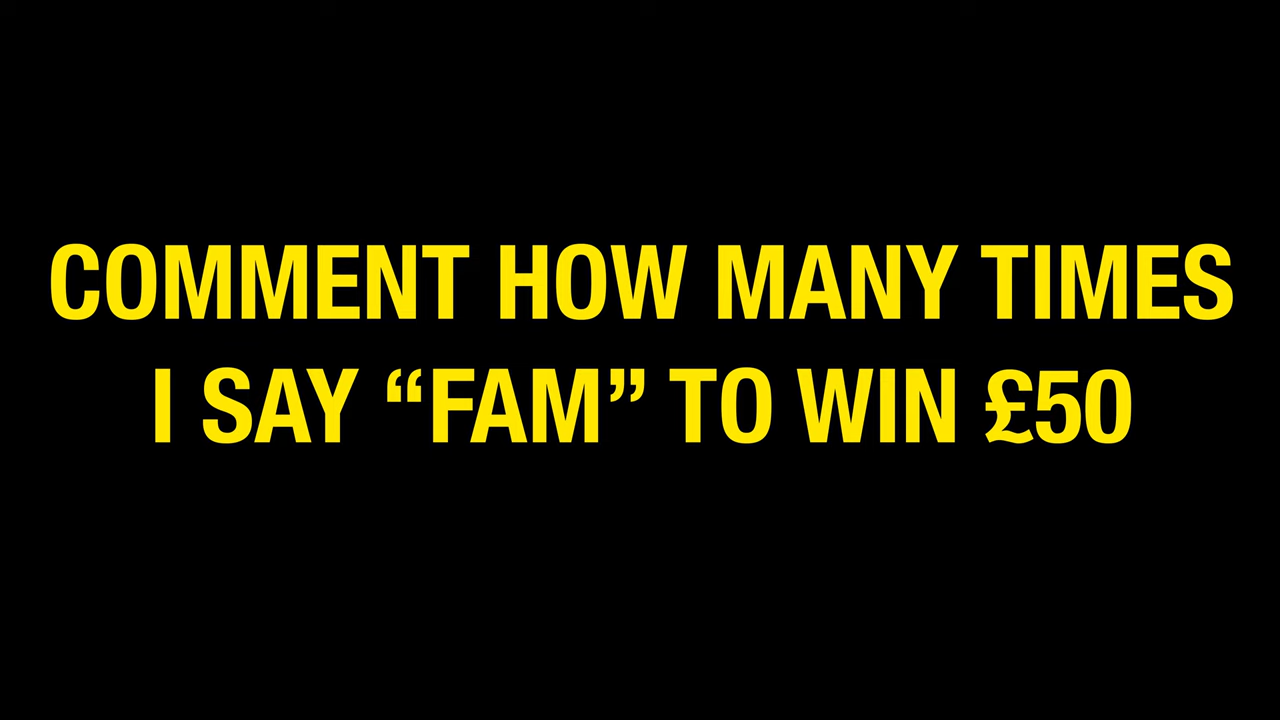 COMMENT HOW MANY TIMES
I SAY “FAM” TO WIN £50